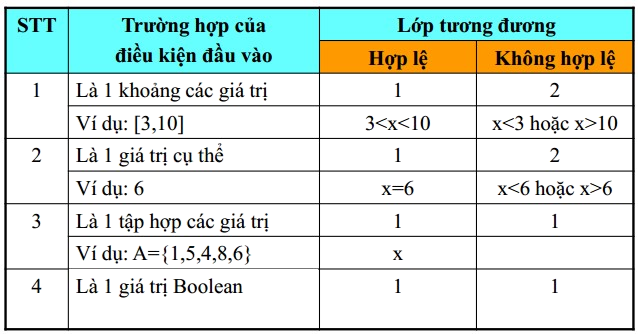 STT Trường hợp của điều kiện đầu vào Lớp tương đương
Hợp lệ Không hợp lệ
1 Là 1 khoảng các giá trị 1 2
Ví dụ: [3,10] 3<x<10 x<3 hoặc x>10
2 Là 1 giá trị cụ thể 1 2
Ví dụ: 6 x=6 x<6 hoặc x>6
3 Là 1 tập hợp các giá trị 1 1
Ví dụ: A={1,5,4,8,6} x
4 Là 1 giá trị Boolean 1 1